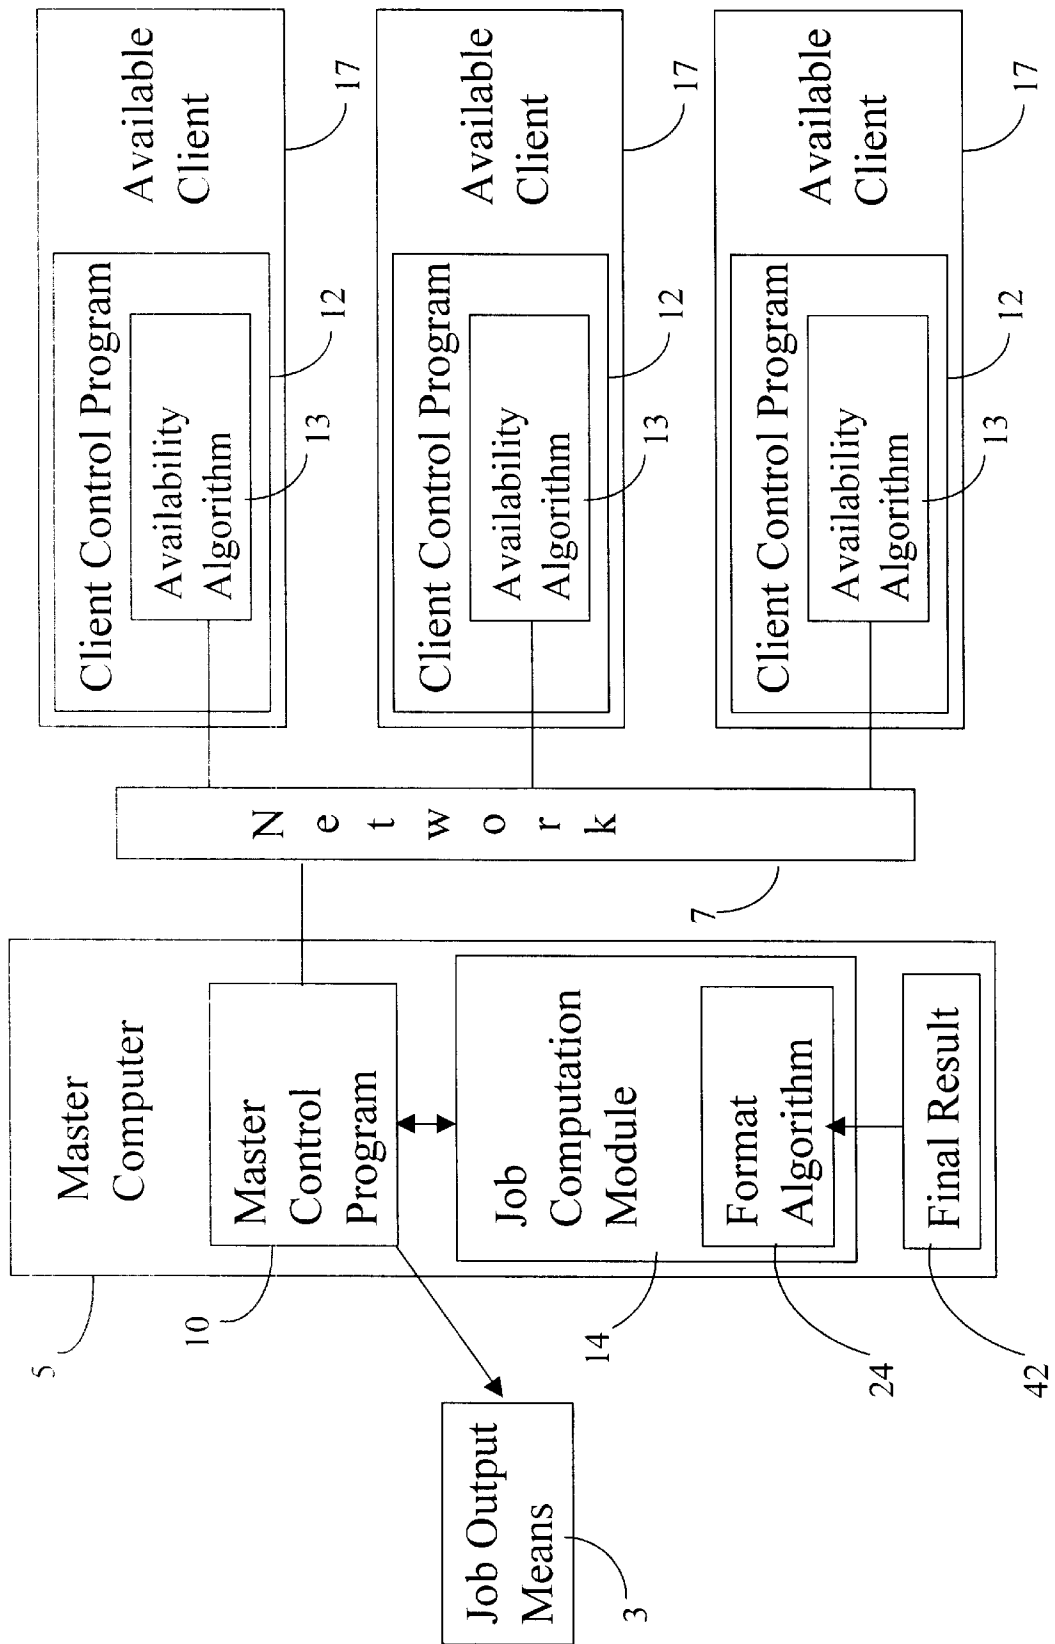 Master
Computer
5
Master
Control
Program
10
Job
Computation
Module
14
Format
Algorithm
24
Final Result
42
Job Output
Means
3
N
e
t
w
o
r
k
7
Client Control Program
Availability
Algorithm
13
12
Available
Client
17
Client Control Program
Availability
Algorithm
13
12
Available
Client
17
Client Control Program
Availability
Algorithm
13
12
Available
Client
17